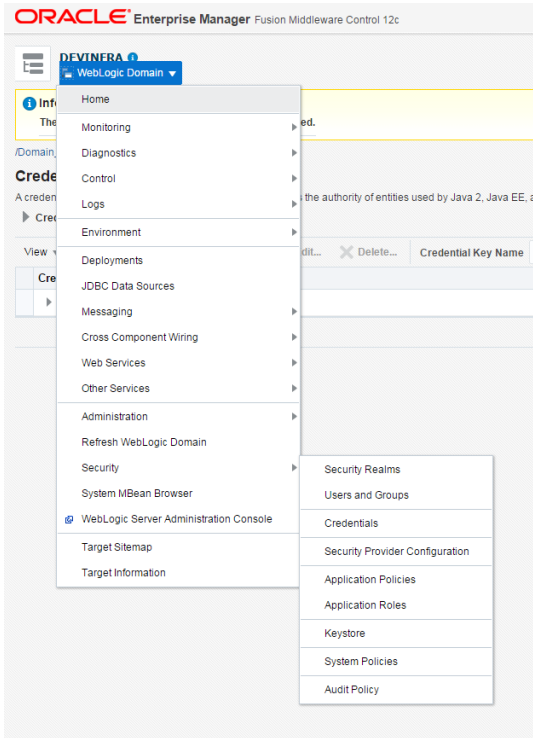 ORACLE Enterprise Manager Fusion Middleware Control 12c
DEVINERA
WebLogic Domain
Home
Monitoring
Diagnostics
Control
Logs
Environment
Deployments
JDBC Data Sources
Messaging
Cross Component Wiring
Web Services
Other Services
Administration
Refresh WebLogic Domain
Security
System MBean Browser
WebLogic Server Administration Console
Target Sitemap
Target Information
Security Realms
Users and Groups
Credentials
Security Provider Configuration
Application Policies
Application Roles
Keystore
System Policies
Audit Policy
Inf
The ed.
/Domain_
Crede
A creden the authority of entities used by Java 2, Java EE, a
Cre
View dit... Delete... Credential Key Name
Cre